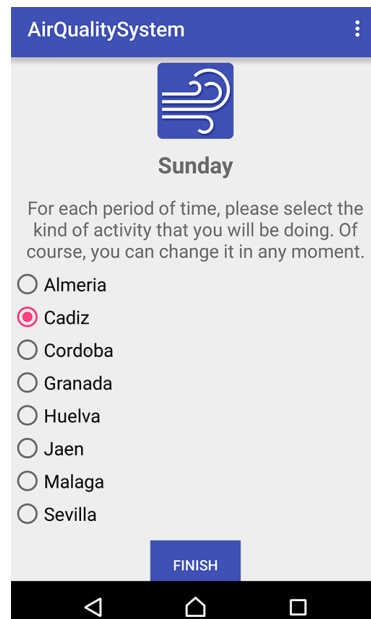 AirQualitySystem
Sunday
For each period of time, please select the
kind of activity that you will be doing. Of
course, you can change it in any moment.
Almeria
Cadiz
Cordoba
Granada
Huelva
Jaen
Malaga
Sevilla
FINISH